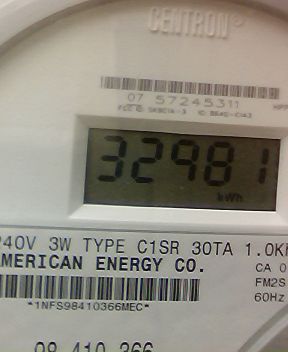 CENTRON®
07 57245311
32981
kWh
240V 3W TYPE C1SR 30TA 1.0Kh
AMERICAN ENERGY CO.
CA 0
FM2S
60Hz
*1NFS98410366MEC*
98 410 366